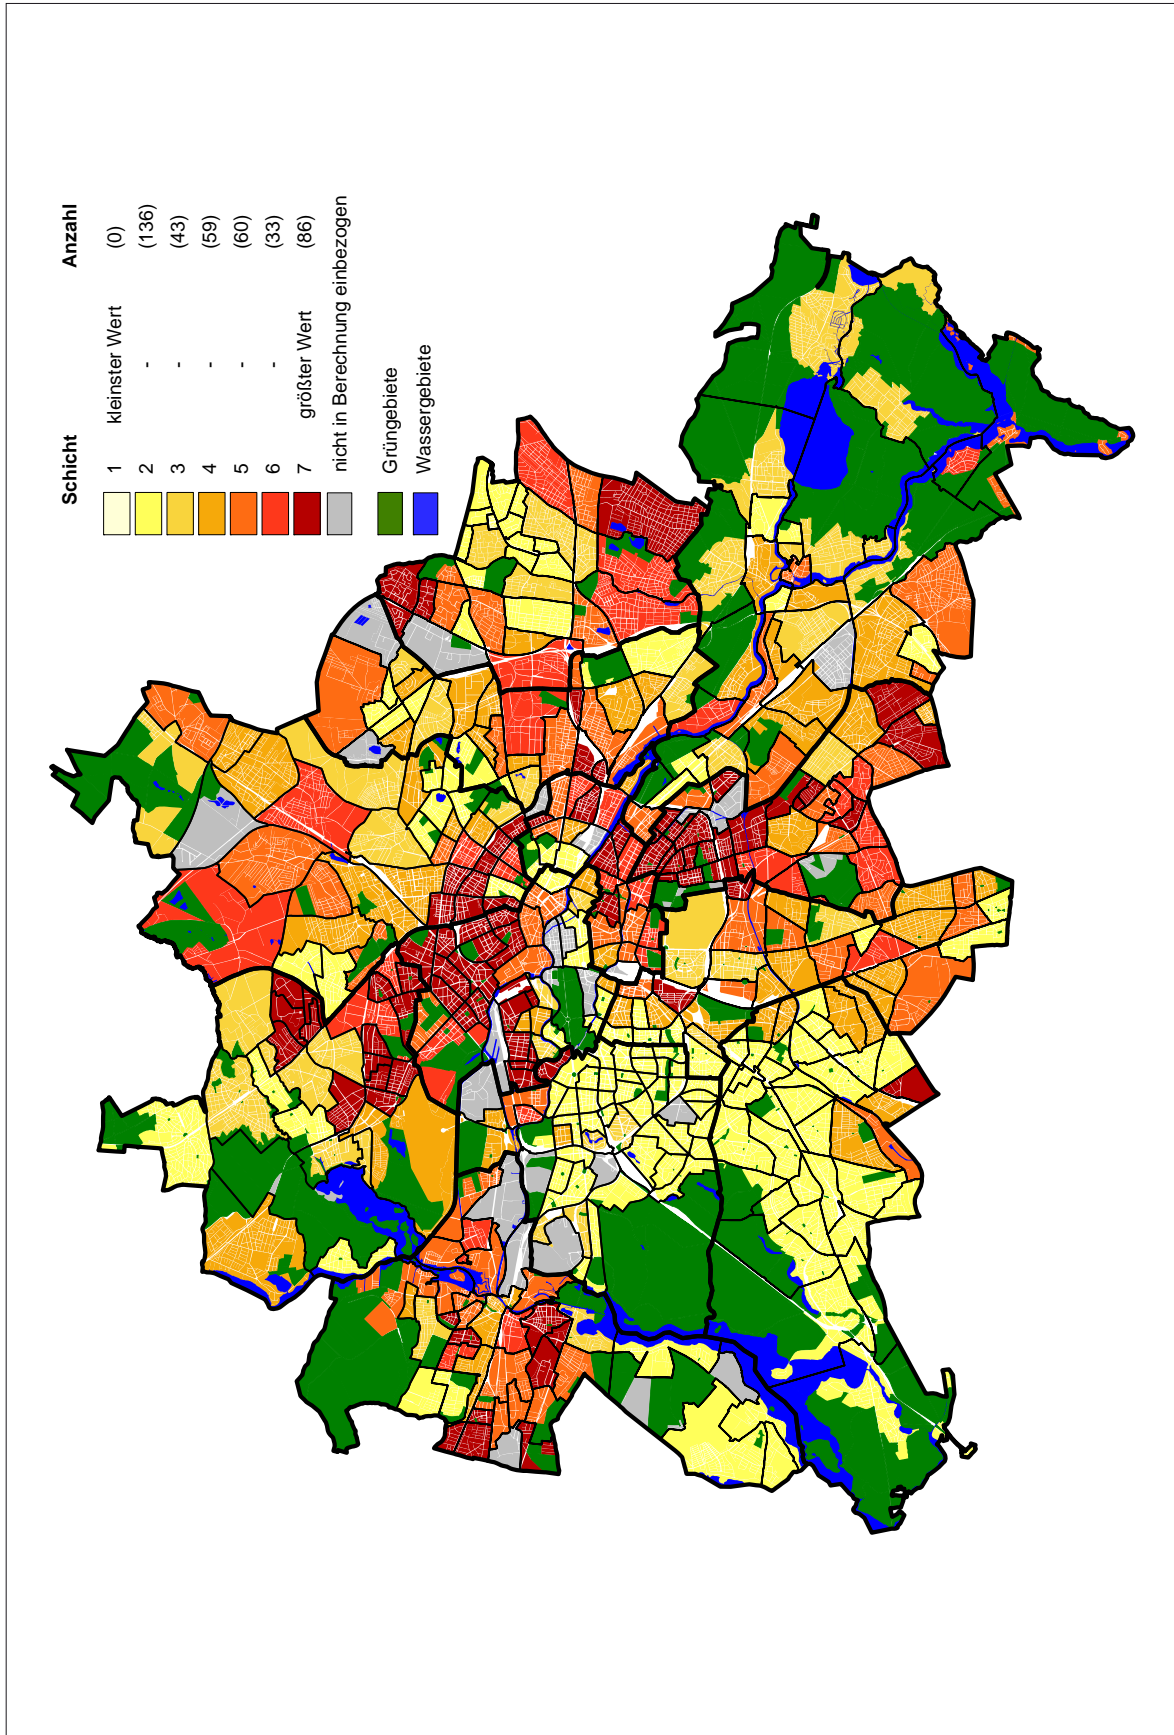 Schicht Anzahl
1 kleinster Wert (0)
2 - (136)
3 - (43)
4 - (59)
5 - (60)
6 - (33)
7 größter Wert (86)
nicht in Berechnung einbezogen
Grüngebiete
Wassergebiete